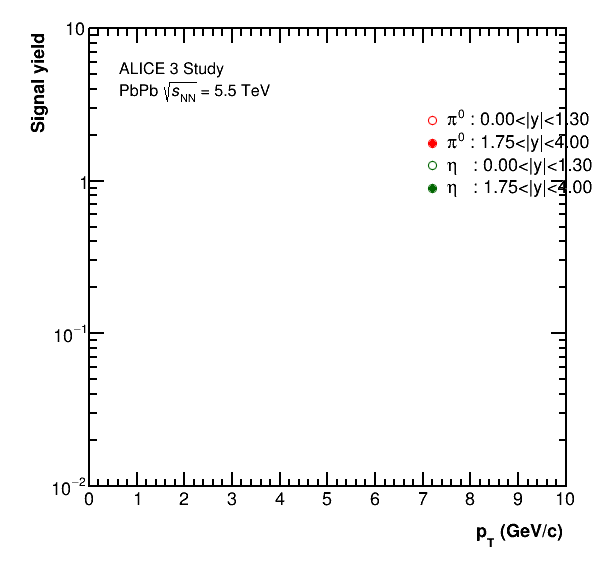 10
1
10⁻¹
10⁻²
Signal yield
ALICE 3 Study
PbPb √sNN = 5.5 TeV
π⁰ : 0.00<|y|<1.30
π⁰ : 1.75<|y|<4.00
η : 0.00<|y|<1.30
η : 1.75<|y|<4.00
0 1 2 3 4 5 6 7 8 9 10
pT (GeV/c)